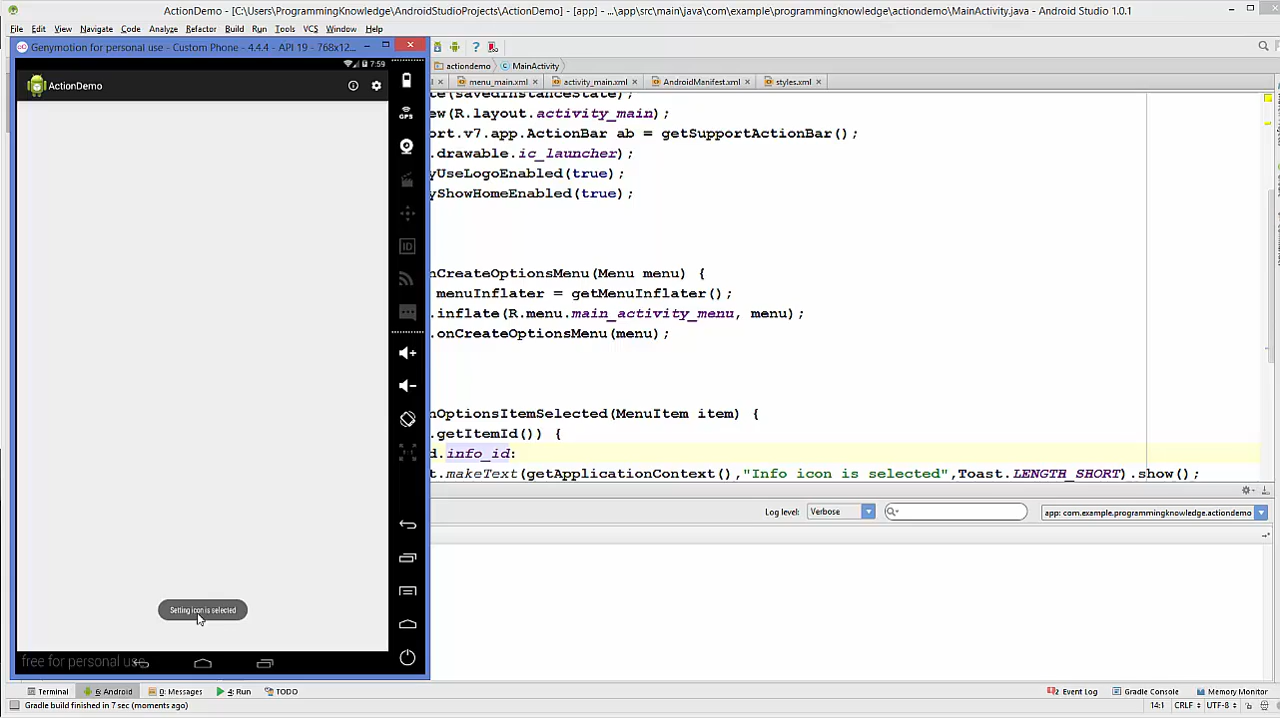 ActionDemo - [C:\Users\ProgrammingKnowledge\AndroidStudioProjects\ActionDemo] - [app] - ...\app\src\main\java\com\example\programmingknowledge\actiondemo\MainActivity.java - Android Studio 1.0.1
File Edit View Navigate Code Analyze Refactor Build Run Tools VCS Window Help
Genymotion for personal use - Custom Phone - 4.4.4 - API 19 - 768x12...
7:59
ActionDemo
GPS
ID
Setting icon is selected
free for personal use
actiondemo MainActivity
menu_main.xml activity_main.xml AndroidManifest.xml styles.xml
te(savedInstanceState);
ew(R.layout.activity_main);
ort.v7.app.ActionBar ab = getSupportActionBar();
.drawable.ic_launcher);
yUseLogoEnabled(true);
yShowHomeEnabled(true);
nCreateOptionsMenu(Menu menu) {
menuInflater = getMenuInflater();
.inflate(R.menu.main_activity_menu, menu);
.onCreateOptionsMenu(menu);
nOptionsItemSelected(MenuItem item) {
.getItemId()) {
d.info_id:
t.makeText(getApplicationContext(),"Info icon is selected",Toast.LENGTH_SHORT).show();
Log level: Verbose app: com.example.programmingknowledge.actiondemo
Terminal 6: Android 0: Messages 4: Run TODO 2 Event Log Gradle Console Memory Monitor
Gradle build finished in 7 sec (moments ago) 14:1 CRLF UTF-8